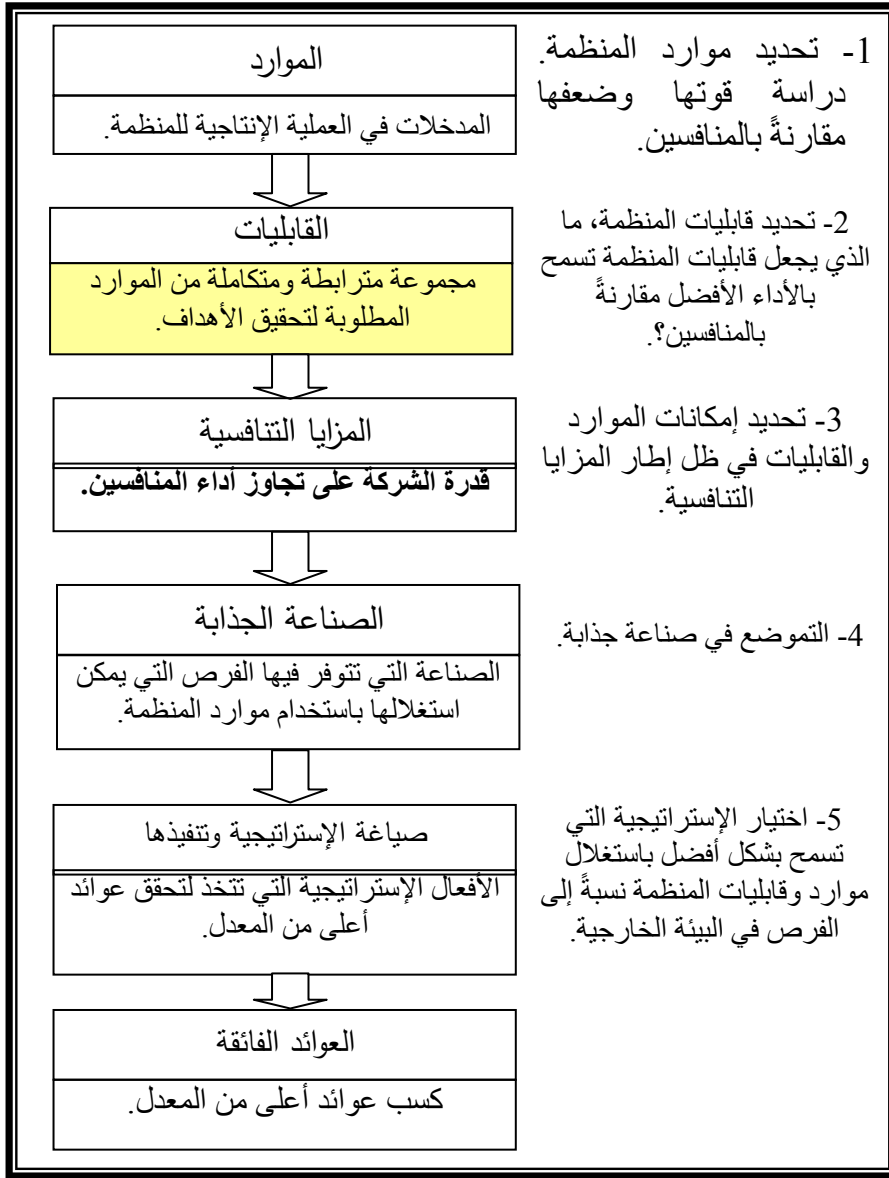 1- تحديد موارد المنظمة.
دراسة قوتها وضعفها
مقارنةً بالمنافسين.
الموارد
المدخلات في العملية الإنتاجية للمنظمة.
2- تحديد قابليات المنظمة، ما
الذي يجعل قابليات المنظمة تسمح
بالأداء الأفضل مقارنةً
بالمنافسين؟.
القابليات
مجموعة مترابطة ومتكاملة من الموارد
المطلوبة لتحقيق الأهداف.
3- تحديد إمكانات الموارد
والقابليات في ظل إطار المزايا
التنافسية.
المزايا التنافسية
قدرة الشركة على تجاوز أداء المنافسين.
4- التموضع في صناعة جذابة.
الصناعة الجذابة
الصناعة التي تتوفر فيها الفرص التي يمكن
استغلالها باستخدام موارد المنظمة.
5- اختيار الإستراتيجية التي
تسمح بشكل أفضل باستغلال
موارد وقابليات المنظمة نسبةً إلى
الفرص في البيئة الخارجية.
صياغة الإستراتيجية وتنفيذها
الأفعال الإستراتيجية التي تتخذ لتحقق عوائد
أعلى من المعدل.
العوائد الفائقة
كسب عوائد أعلى من المعدل.